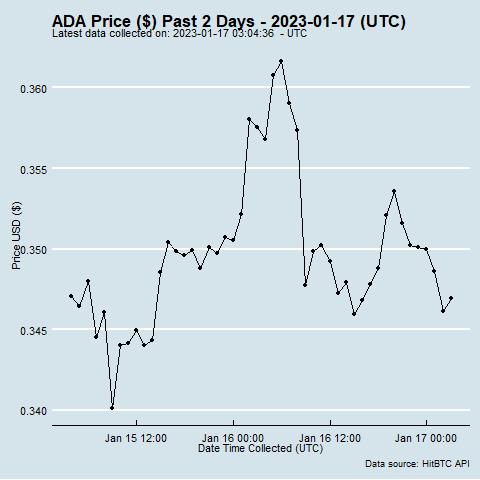 ADA Price ($) Past 2 Days - 2023-01-17 (UTC)
Latest data collected on: 2023-01-17 03:04:36  - UTC
0.360
0.355
0.350
0.345
0.340
Price USD ($)
Jan 15 12:00
Jan 16 00:00
Jan 16 12:00
Jan 17 00:00
Date Time Collected (UTC)
Data source: HitBTC API